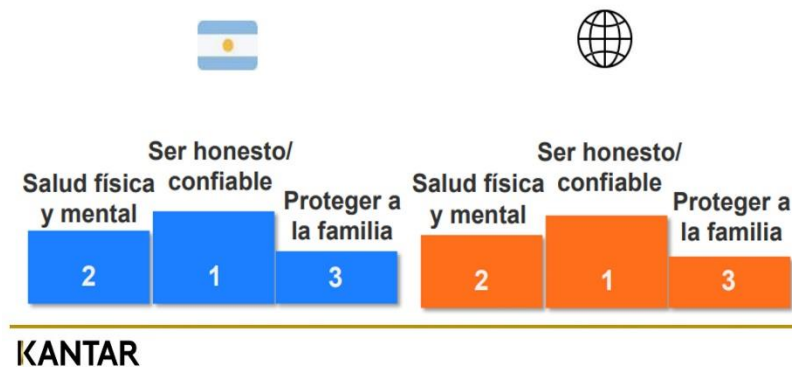 Ser honesto/
confiable
Salud física
y mental
Proteger a
la familia
2
1
3
Ser honesto/
confiable
Salud física
y mental
Proteger a
la familia
2
1
3
KANTAR